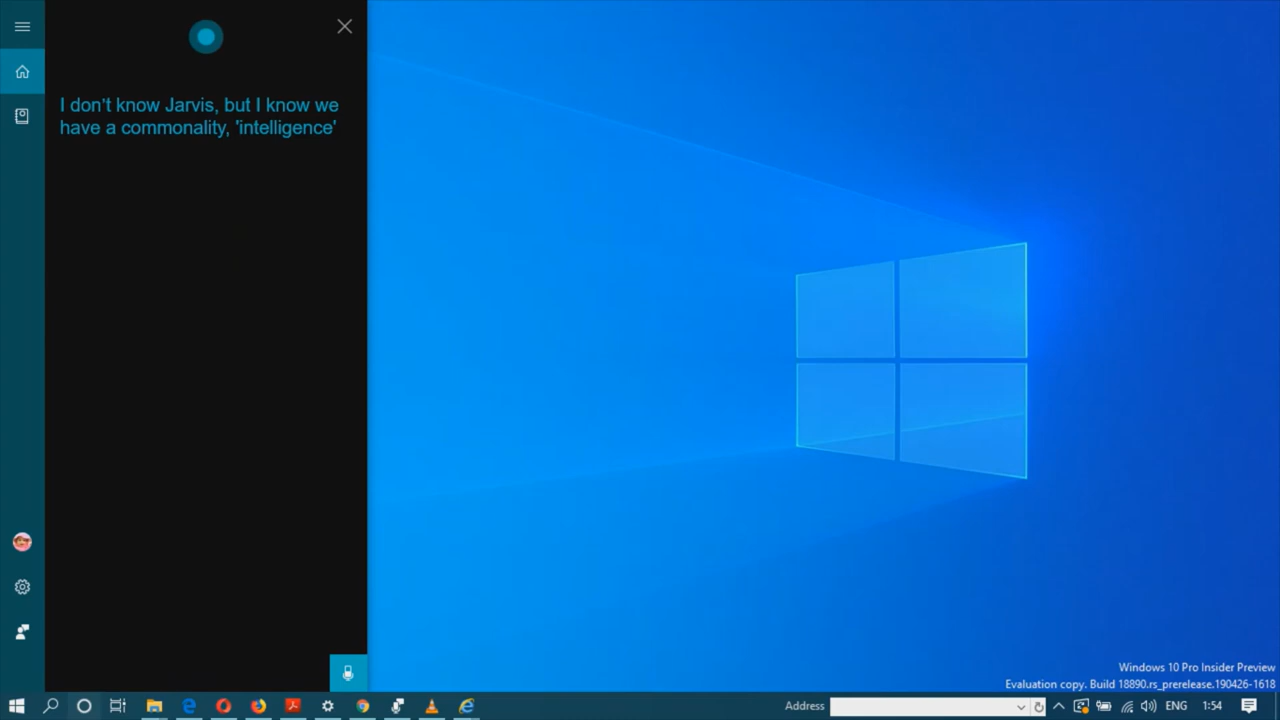 I don't know Jarvis, but I know we
have a commonality, 'intelligence'
Windows 10 Pro Insider Preview
Evaluation copy. Build 18890.rs_prerelease.190426-1618
Address
ENG
1:54